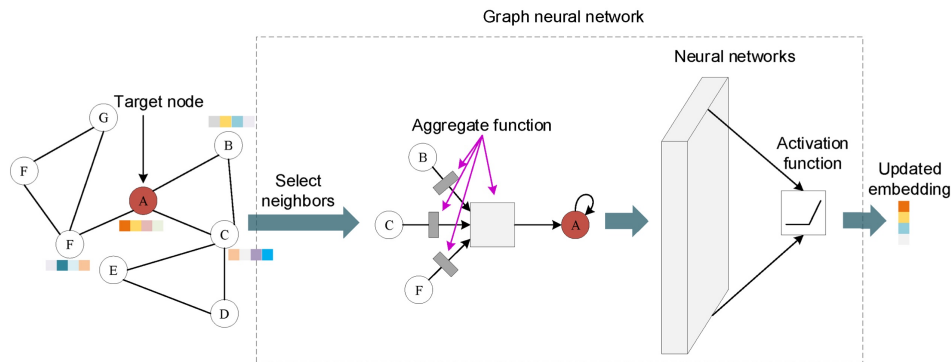 Graph neural network
Neural networks
Target node
G
B
F
A
F
C
E
D
Select
neighbors
Aggregate function
B
C
F
A
Activation
function
Updated
embedding